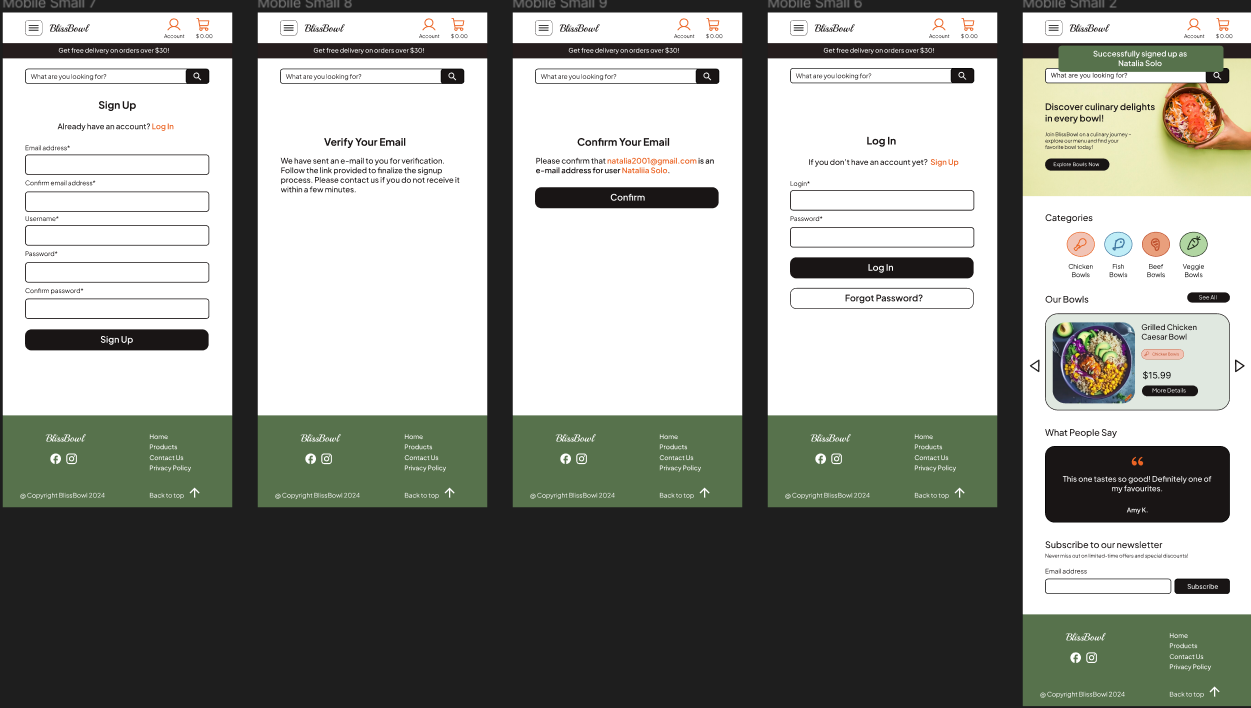 Mobile Small 7
BlissBowl
Account
$ 0.00
Get free delivery on orders over $30!
What are you looking for?
Sign Up
Already have an account? Log In
Email address*
Confirm email address*
Username*
Password*
Confirm password*
Sign Up
BlissBowl
Home
Products
Contact Us
Privacy Policy
@ Copyright BlissBowl 2024
Back to top
Mobile Small 8
BlissBowl
Account
$ 0.00
Get free delivery on orders over $30!
What are you looking for?
Verify Your Email
We have sent an e-mail to you for verification.
Follow the link provided to finalize the signup
process. Please contact us if you do not receive it
within a few minutes.
BlissBowl
Home
Products
Contact Us
Privacy Policy
@ Copyright BlissBowl 2024
Back to top
Mobile Small 9
BlissBowl
Account
$ 0.00
Get free delivery on orders over $30!
What are you looking for?
Confirm Your Email
Please confirm that natalia2001@gmail.com is an
e-mail address for user Natallia Solo.
Confirm
BlissBowl
Home
Products
Contact Us
Privacy Policy
@ Copyright BlissBowl 2024
Back to top
Mobile Small 6
BlissBowl
Account
$ 0.00
Get free delivery on orders over $30!
What are you looking for?
Log In
If you don't have an account yet? Sign Up
Login*
Password*
Log In
Forgot Password?
BlissBowl
Home
Products
Contact Us
Privacy Policy
@ Copyright BlissBowl 2024
Back to top
Mobile Small 2
BlissBowl
Account
$ 0.00
Successfully signed up as
Natalia Solo
What are you looking for?
Discover culinary delights
in every bowl!
Join BlissBowl on a culinary journey –
explore our menu and find your
favorite bowl today!
Explore Bowls Now
Categories
Chicken
Bowls
Fish
Bowls
Beef
Bowls
Veggie
Bowls
Our Bowls
See All
Grilled Chicken
Caesar Bowl
Chicken Bowls
$15.99
More Details
What People Say
“
This one tastes so good! Definitely one of
my favourites.
Amy K.
Subscribe to our newsletter
Never miss out on limited-time offers and special discounts!
Email address
Subscribe
BlissBowl
Home
Products
Contact Us
Privacy Policy
@ Copyright BlissBowl 2024
Back to top